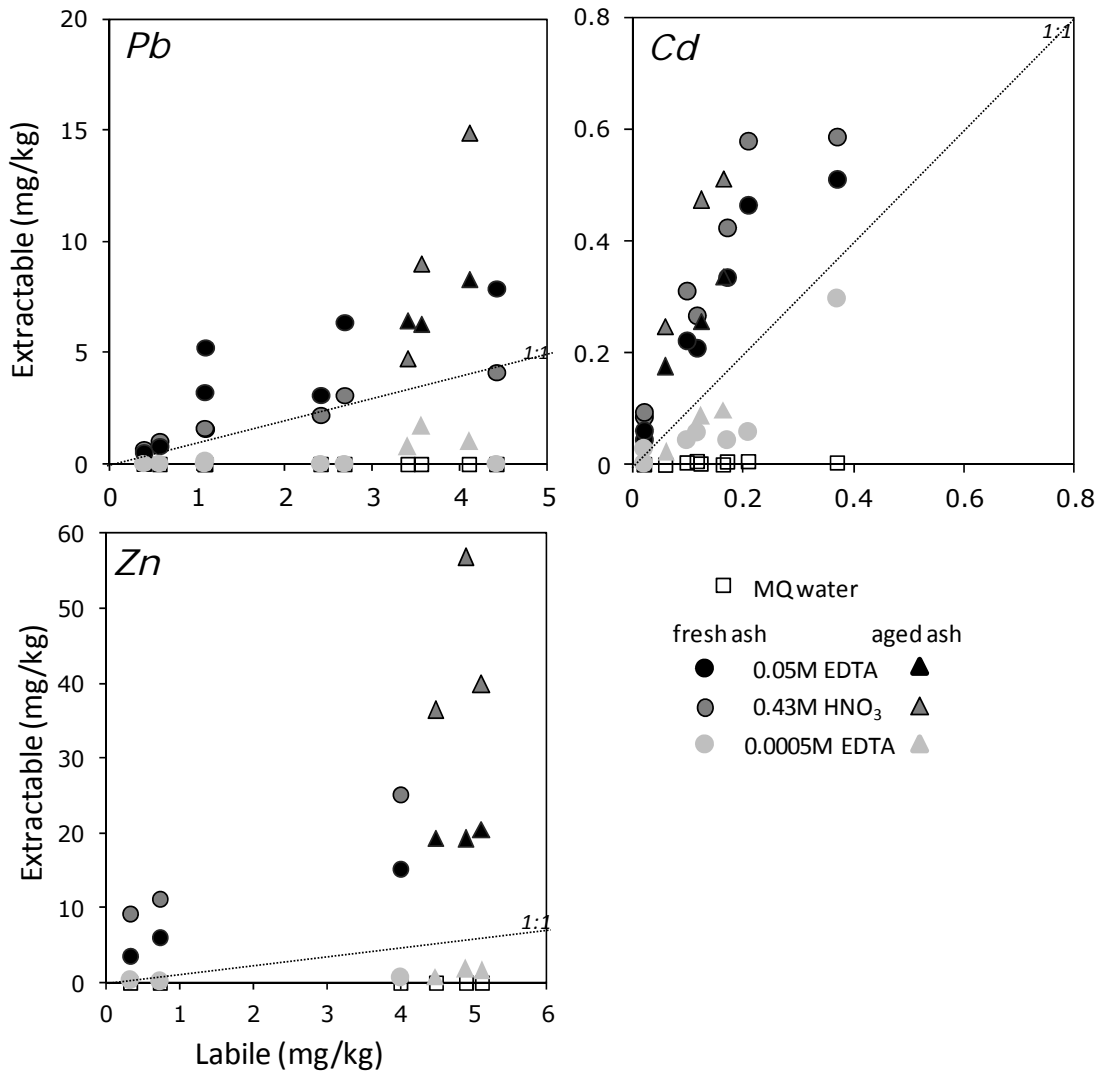 Pb
Extractable (mg/kg)
20
15
10
5
0
1:1
0 1 2 3 4 5
Cd
0.8
0.6
0.4
0.2
0
1:1
0 0.2 0.4 0.6 0.8
Zn
Extractable (mg/kg)
60
50
40
30
20
10
0
1:1
0 1 2 3 4 5 6
Labile (mg/kg)
MQ water
fresh ash aged ash
0.05M EDTA
0.43M HNO₃
0.0005M EDTA